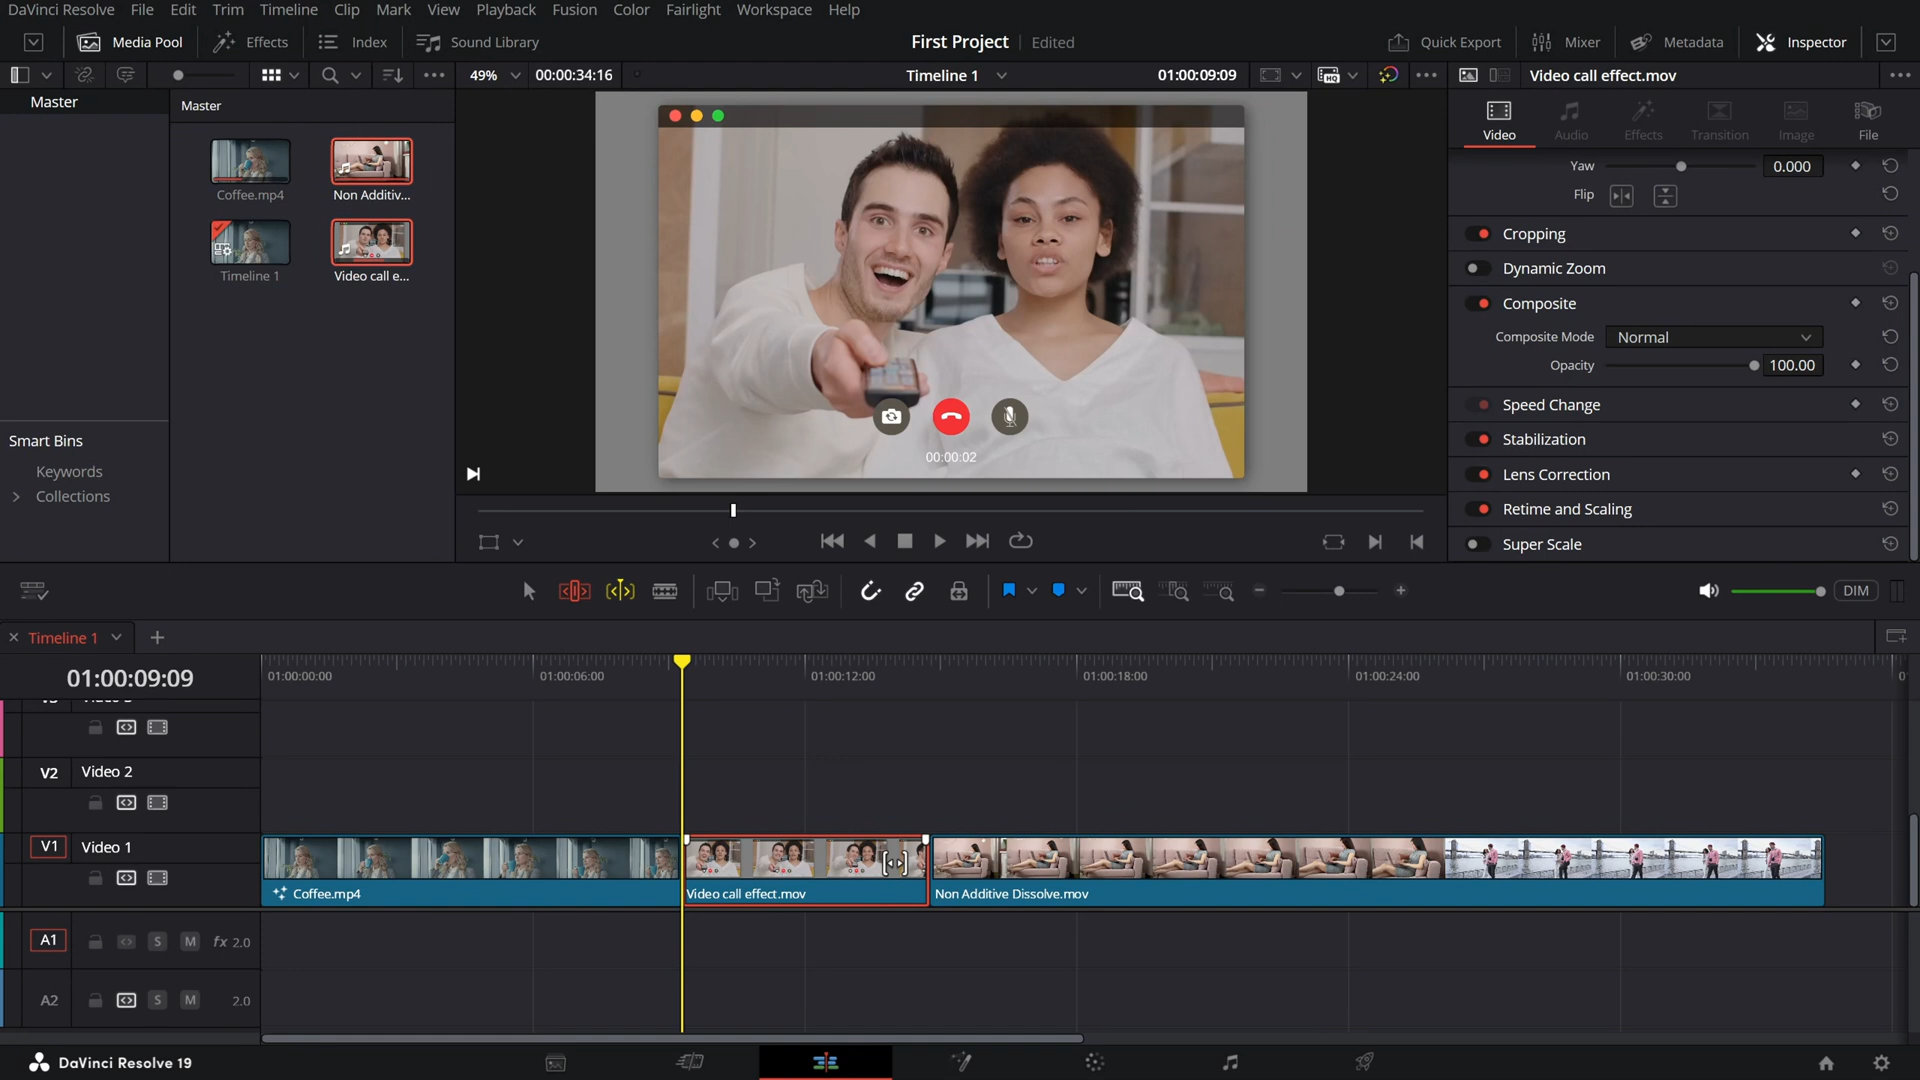 DaVinci Resolve File Edit Trim Timeline Clip Mark View Playback Fusion Color Fairlight Workspace Help
Media Pool Effects Index Sound Library First Project Edited Quick Export Mixer Metadata Inspector
49% 00:00:34:16 Timeline 1 01:00:09:09 Video call effect.mov
Master
Master
Coffee.mp4
Non Additiv...
Timeline 1
Video call e...
Smart Bins
Keywords
Collections
00:00:02
Video Audio Effects Transition Image File
Yaw 0.000
Flip
Cropping
Dynamic Zoom
Composite
Composite Mode Normal
Opacity 100.00
Speed Change
Stabilization
Lens Correction
Retime and Scaling
Super Scale
DIM
Timeline 1
01:00:09:09
01:00:00:00 01:00:06:00 01:00:12:00 01:00:18:00 01:00:24:00 01:00:30:00
V2 Video 2
V1 Video 1
Coffee.mp4 Video call effect.mov Non Additive Dissolve.mov
A1 S M fx 2.0
A2 S M 2.0
DaVinci Resolve 19